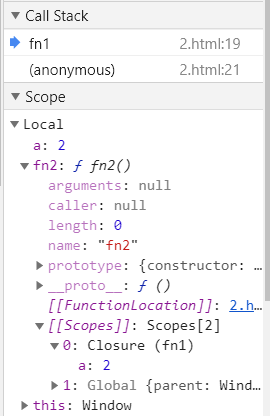 Call Stack
fn1 2.html:19
(anonymous) 2.html:21
Scope
Local
a: 2
fn2: ƒ fn2()
arguments: null
caller: null
length: 0
name: "fn2"
prototype: {constructor:
__proto__: ƒ ()
[[FunctionLocation]]: 2.h
[[Scopes]]: Scopes[2]
0: Closure (fn1)
a: 2
1: Global {parent: Wind
this: Window